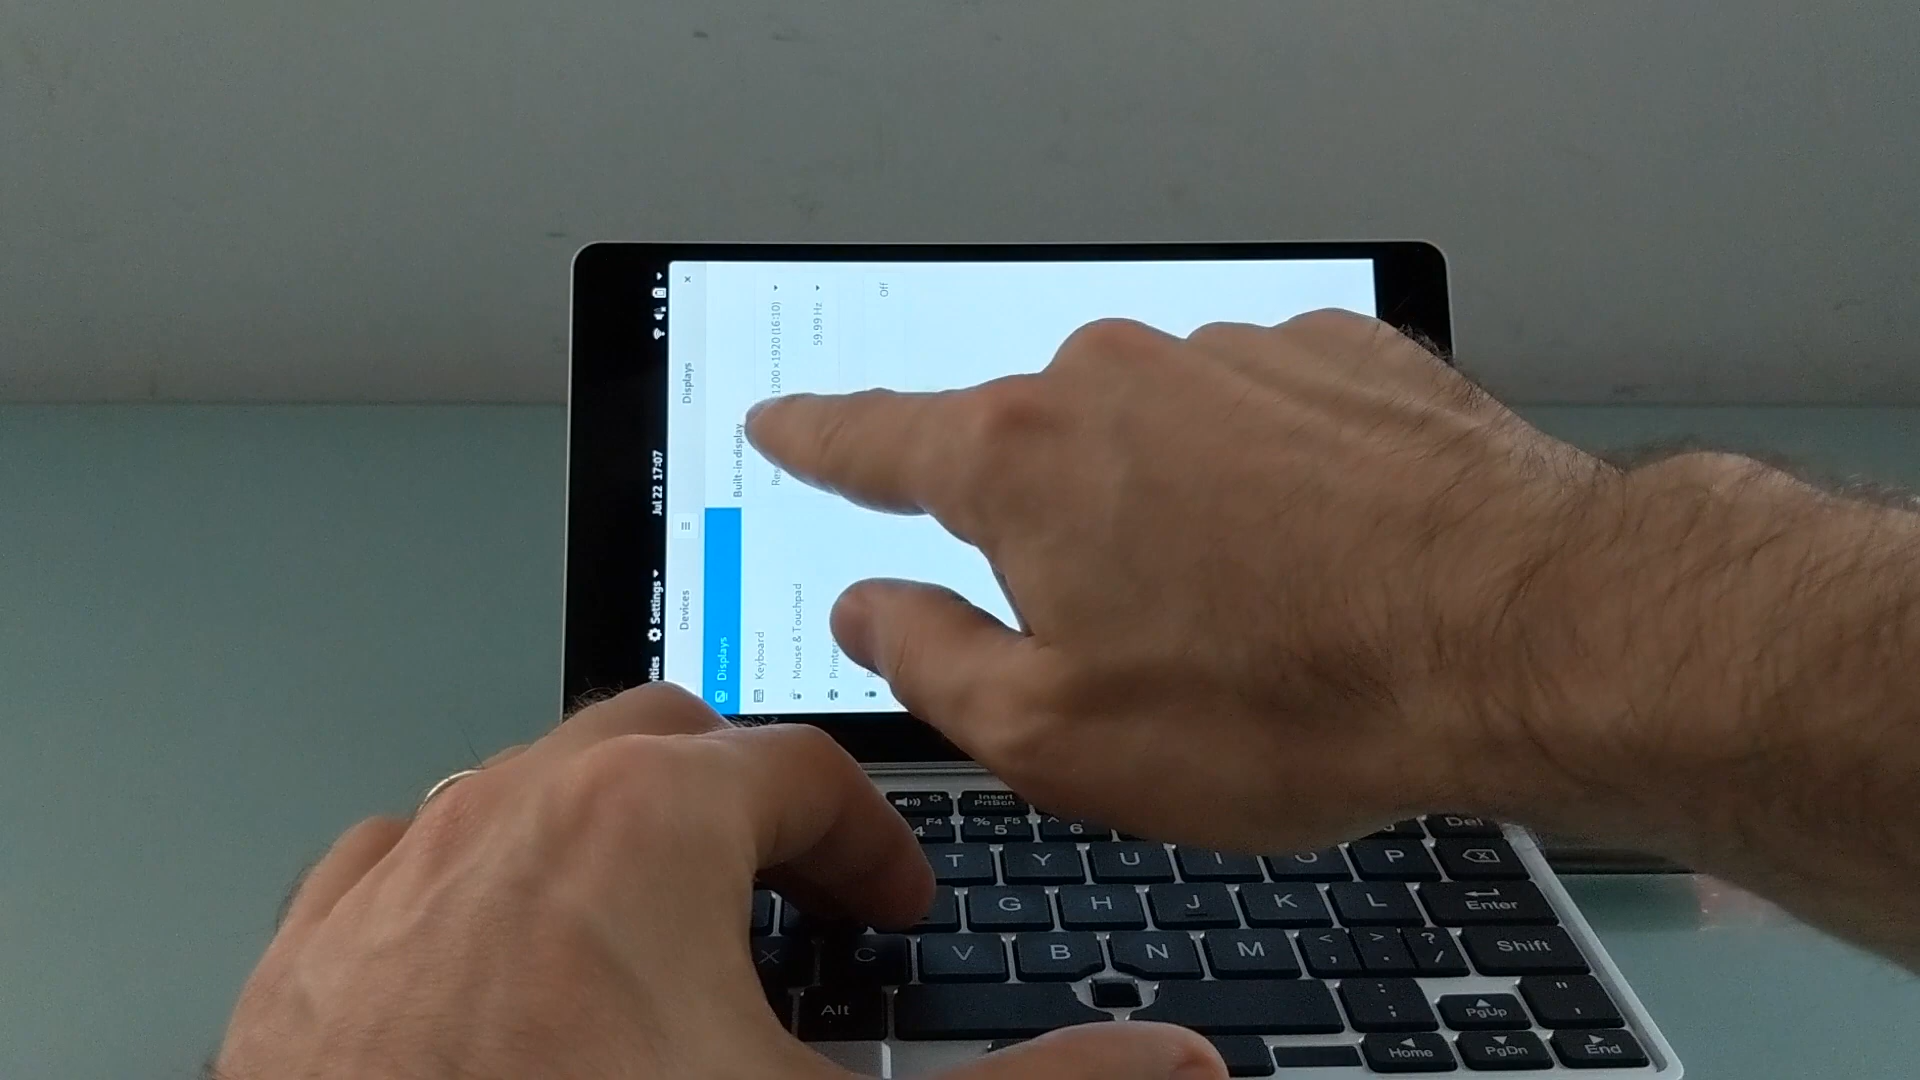 Jul 22 17:07
Settings
Devices
Displays
Displays
Keyboard
Mouse & Touchpad
Built-in display
1200×1920 (16:10)
59.99 Hz
Off
Insert
PrtScn
F4
4
% F5
5
6
Del
T Y U I O P
G H J K L Enter
X C V B N M < , > . ? / Shift
Alt : ; PgUp " '
Home PgDn End